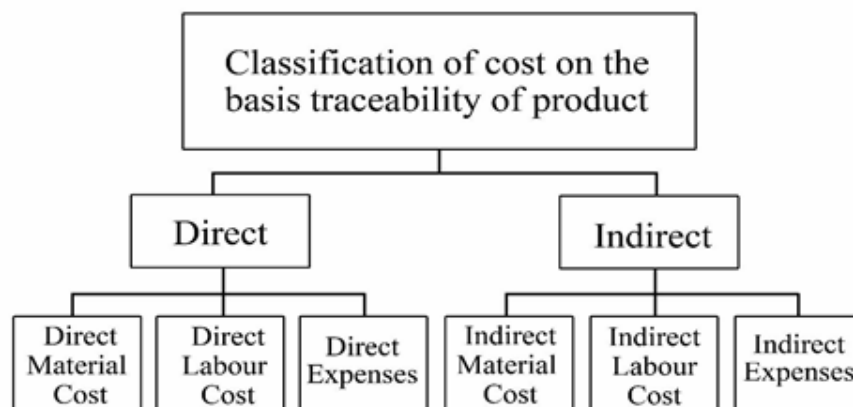 Classification of cost on the
basis traceability of product
Direct
Indirect
Direct
Material
Cost
Direct
Labour
Cost
Direct
Expenses
Indirect
Material
Cost
Indirect
Labour
Cost
Indirect
Expenses